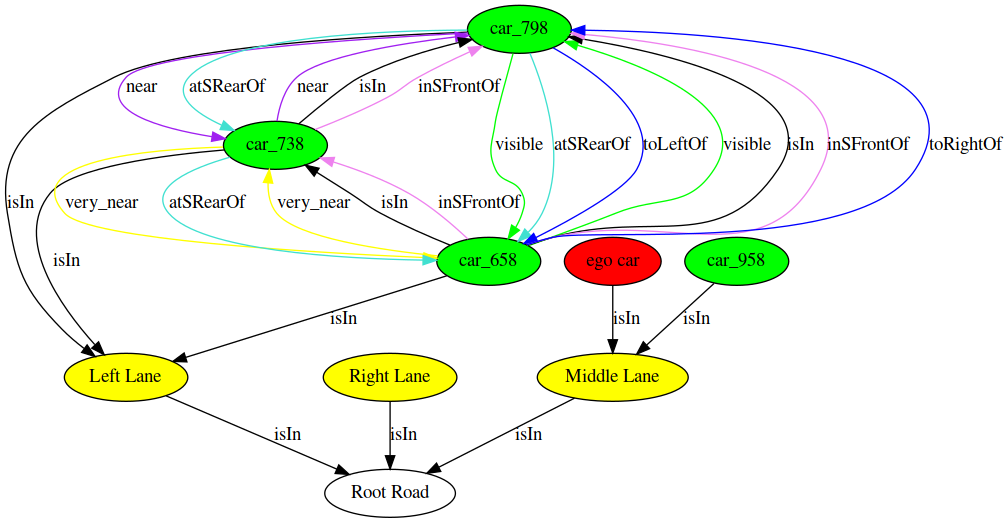 car_798
near
atSRearOf
near
isIn
inSFrontOf
car_738
visible
atSRearOf
toLeftOf
visible
isIn
inSFrontOf
toRightOf
isIn
very_near
atSRearOf
very_near
isIn
inSFrontOf
isIn
car_658
ego car
car_958
isIn
isIn
isIn
Left Lane
Right Lane
Middle Lane
isIn
isIn
isIn
Root Road